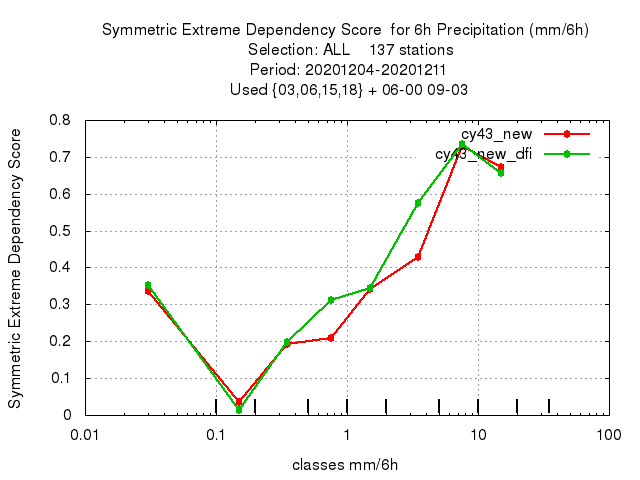 Symmetric Extreme Dependency Score  for 6h Precipitation (mm/6h)
Selection: ALL    137 stations
Period: 20201204-20201211
Used {03,06,15,18} + 06-00 09-03
cy43_new
cy43_new_dfi
Symmetric Extreme Dependency Score
0.8
0.7
0.6
0.5
0.4
0.3
0.2
0.1
0
0.01
0.1
1
10
100
classes mm/6h